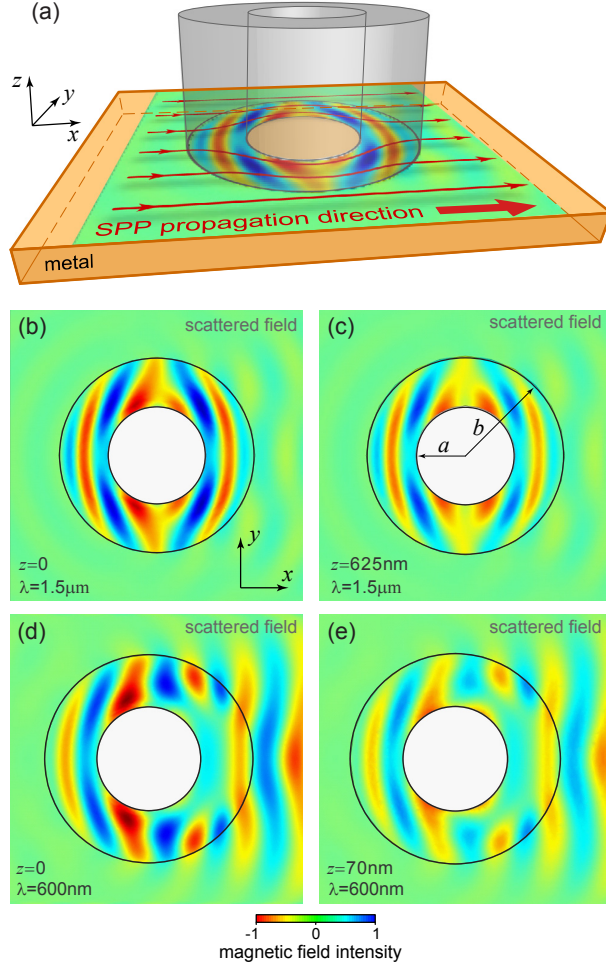 (a)
z
y
x
SPP propagation direction
metal
(b)
scattered field
z=0
λ=1.5μm
y
x
(c)
scattered field
a
b
z=625nm
λ=1.5μm
(d)
scattered field
z=0
λ=600nm
(e)
scattered field
z=70nm
λ=600nm
-1
0
1
magnetic field intensity